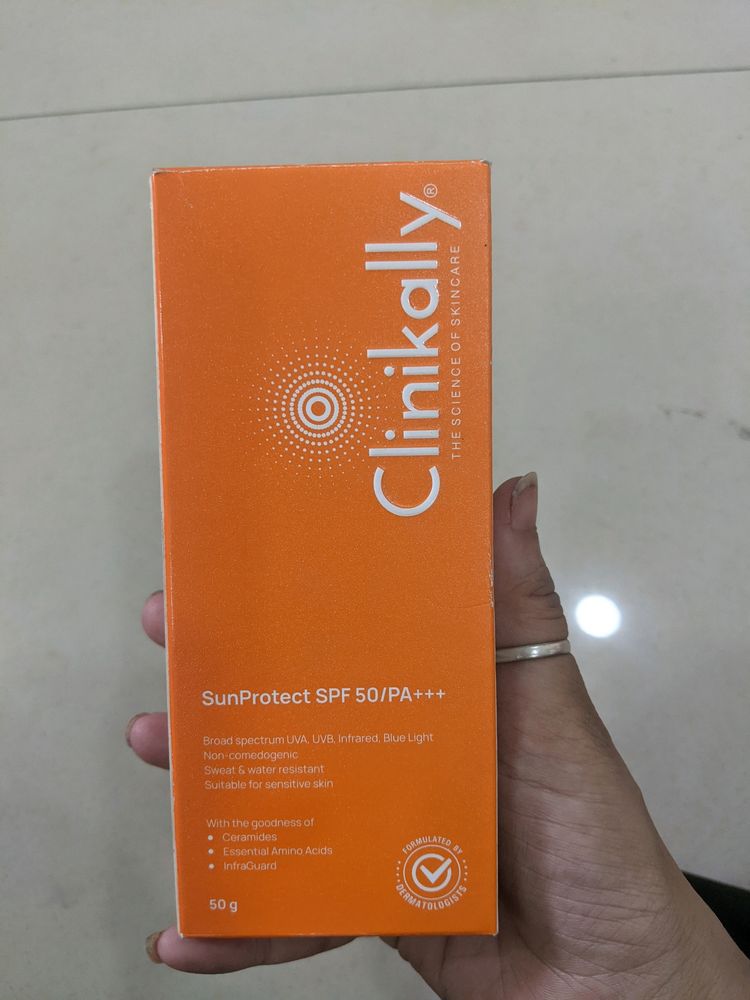 Clinikally®
THE SCIENCE OF SKINCARE
SunProtect SPF 50/PA+++
Broad spectrum UVA, UVB, Infrared, Blue Light
Non-comedogenic
Sweat & water resistant
Suitable for sensitive skin
With the goodness of
• Ceramides
• Essential Amino Acids
• InfraGuard
50 g
FORMULATED BY
DERMATOLOGISTS